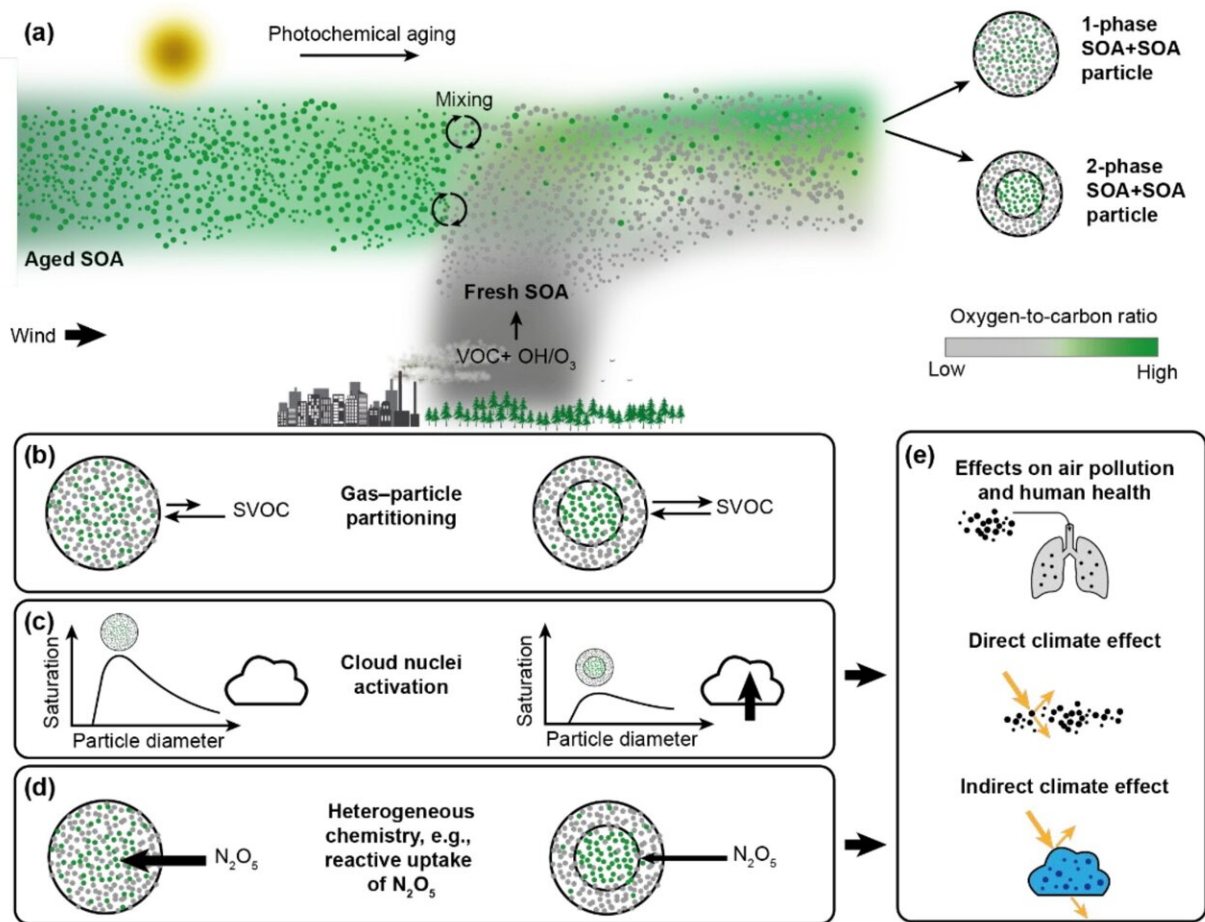 (a)
Photochemical aging
Mixing
1-phase
SOA+SOA
particle
2-phase
SOA+SOA
particle
Aged SOA
Fresh SOA
Wind
VOC+ OH/O₃
Oxygen-to-carbon ratio
Low
High
(b)
SVOC
Gas–particle
partitioning
SVOC
(c)
Saturation
Particle diameter
Cloud nuclei
activation
Saturation
Particle diameter
(d)
N₂O₅
Heterogeneous
chemistry, e.g.,
reactive uptake
of N₂O₅
N₂O₅
(e)
Effects on air pollution
and human health
Direct climate effect
Indirect climate effect